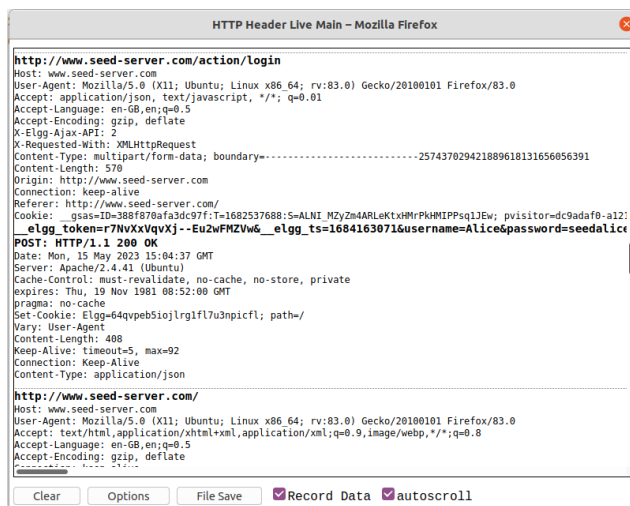 HTTP Header Live Main – Mozilla Firefox
http://www.seed-server.com/action/login
Host: www.seed-server.com
User-Agent: Mozilla/5.0 (X11; Ubuntu; Linux x86_64; rv:83.0) Gecko/20100101 Firefox/83.0
Accept: application/json, text/javascript, */*; q=0.01
Accept-Language: en-GB,en;q=0.5
Accept-Encoding: gzip, deflate
X-Elgg-Ajax-API: 2
X-Requested-With: XMLHttpRequest
Content-Type: multipart/form-data; boundary=---------------------------257437029421889618131656056391
Content-Length: 570
Origin: http://www.seed-server.com
Connection: keep-alive
Referer: http://www.seed-server.com/
Cookie: __gsas=ID=388f870afa3dc97f:T=1682537688:S=ALNI_MZyZm4ARLeKtxHMrPkHMIPPsq1JEw; pvisitor=dc9adaf0-a121
__elgg_token=r7NvXxVqvXj--Eu2wFMZVw&__elgg_ts=1684163071&username=Alice&password=seedalice
POST: HTTP/1.1 200 OK
Date: Mon, 15 May 2023 15:04:37 GMT
Server: Apache/2.4.41 (Ubuntu)
Cache-Control: must-revalidate, no-cache, no-store, private
expires: Thu, 19 Nov 1981 08:52:00 GMT
pragma: no-cache
Set-Cookie: Elgg=64qvpeb5iojlrg1fl7u3npicfl; path=/
Vary: User-Agent
Content-Length: 408
Keep-Alive: timeout=5, max=92
Connection: Keep-Alive
Content-Type: application/json
http://www.seed-server.com/
Host: www.seed-server.com
User-Agent: Mozilla/5.0 (X11; Ubuntu; Linux x86_64; rv:83.0) Gecko/20100101 Firefox/83.0
Accept: text/html,application/xhtml+xml,application/xml;q=0.9,image/webp,*/*;q=0.8
Accept-Language: en-GB,en;q=0.5
Accept-Encoding: gzip, deflate
Clear Options File Save Record Data autoscroll